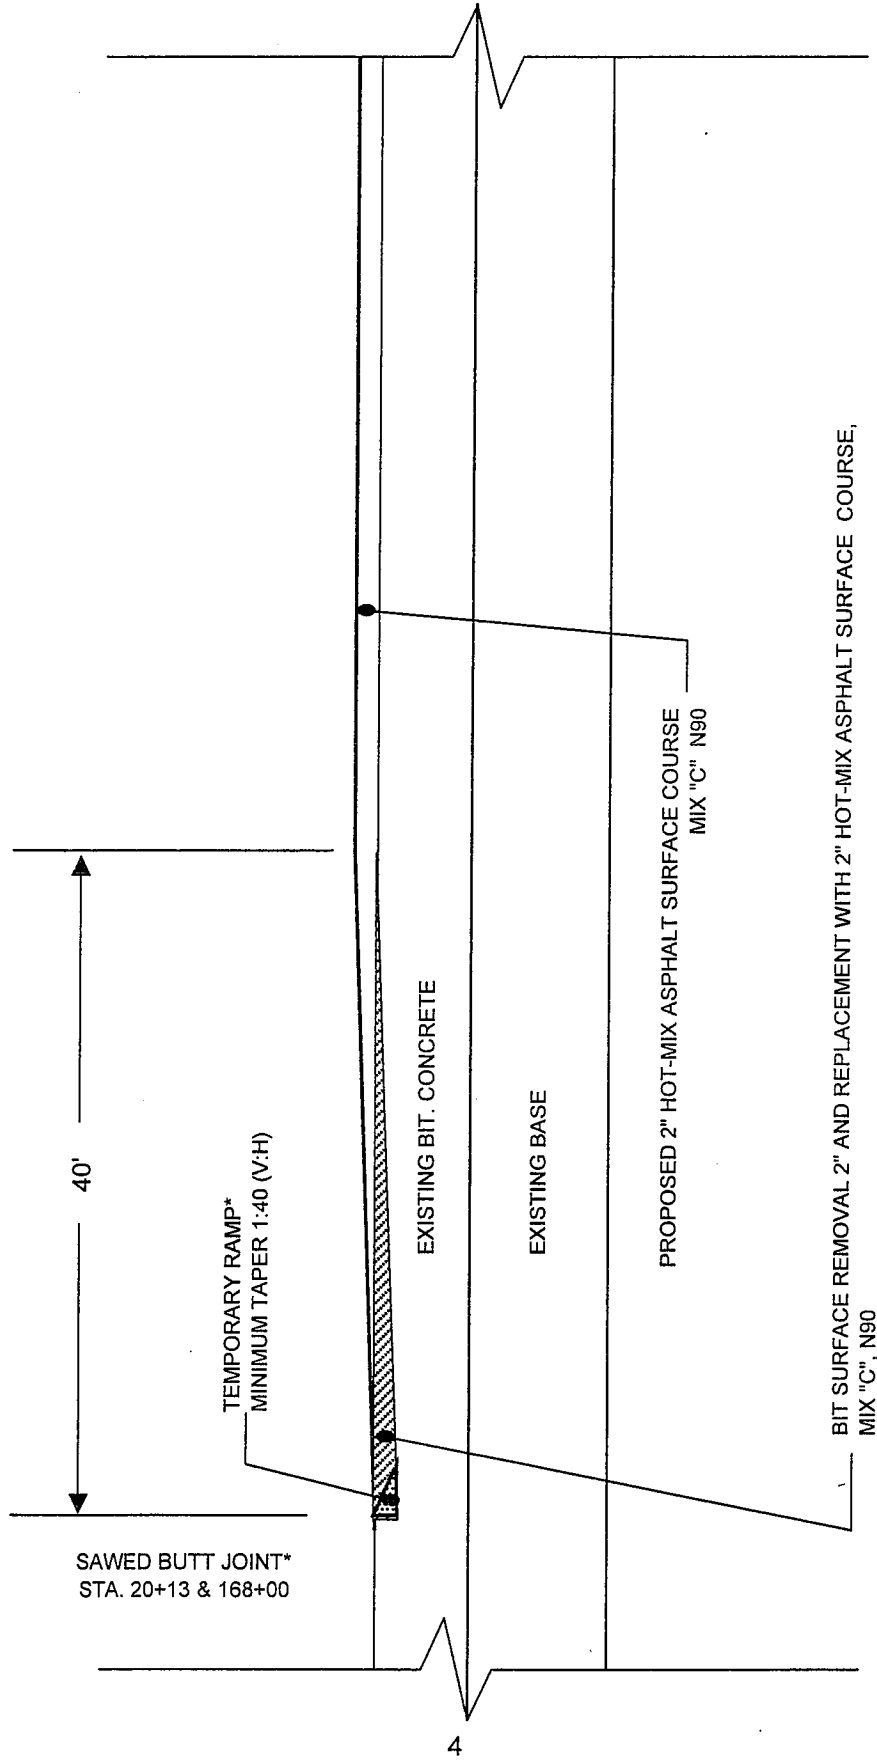 40'
TEMPORARY RAMP*
MINIMUM TAPER 1:40 (V:H)
SAWED BUTT JOINT*
STA. 20+13 & 168+00
EXISTING BIT. CONCRETE
EXISTING BASE
PROPOSED 2" HOT-MIX ASPHALT SURFACE COURSE
MIX "C" N90
BIT SURFACE REMOVAL 2" AND REPLACEMENT WITH 2" HOT-MIX ASPHALT SURFACE COURSE,
MIX "C", N90
4